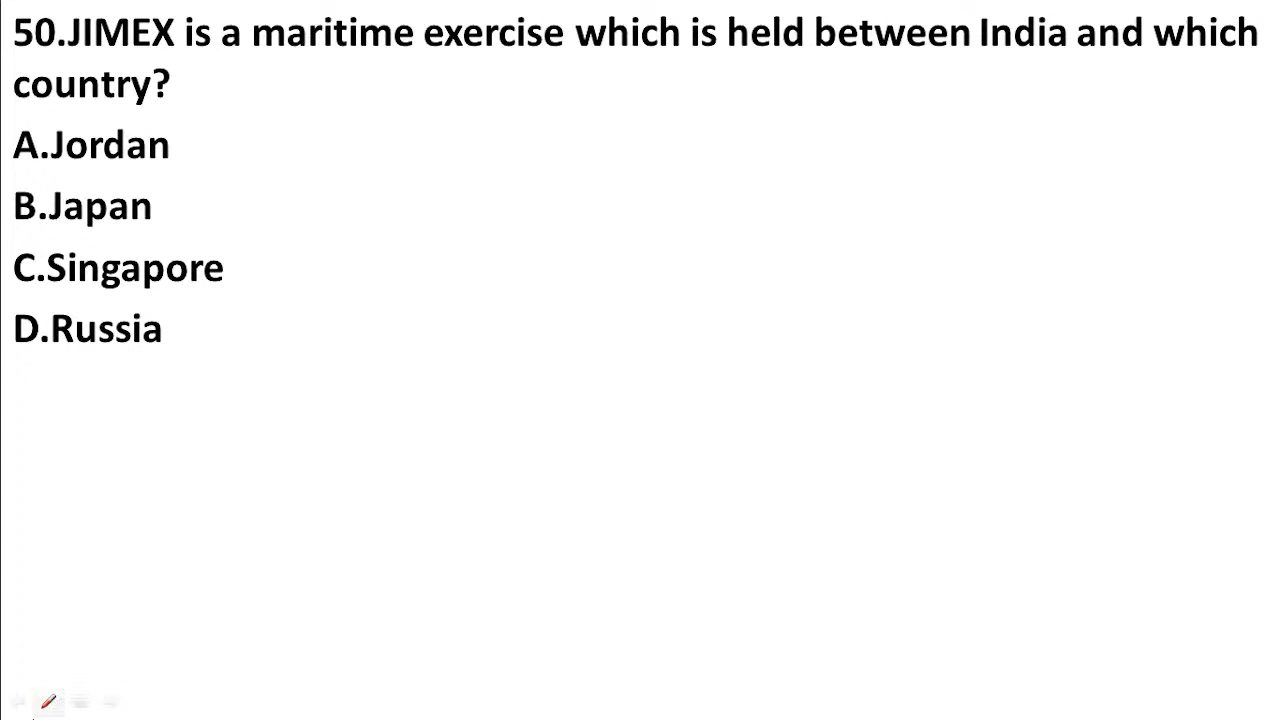 50.JIMEX is a maritime exercise which is held between India and which
country?
A.Jordan
B.Japan
C.Singapore
D.Russia